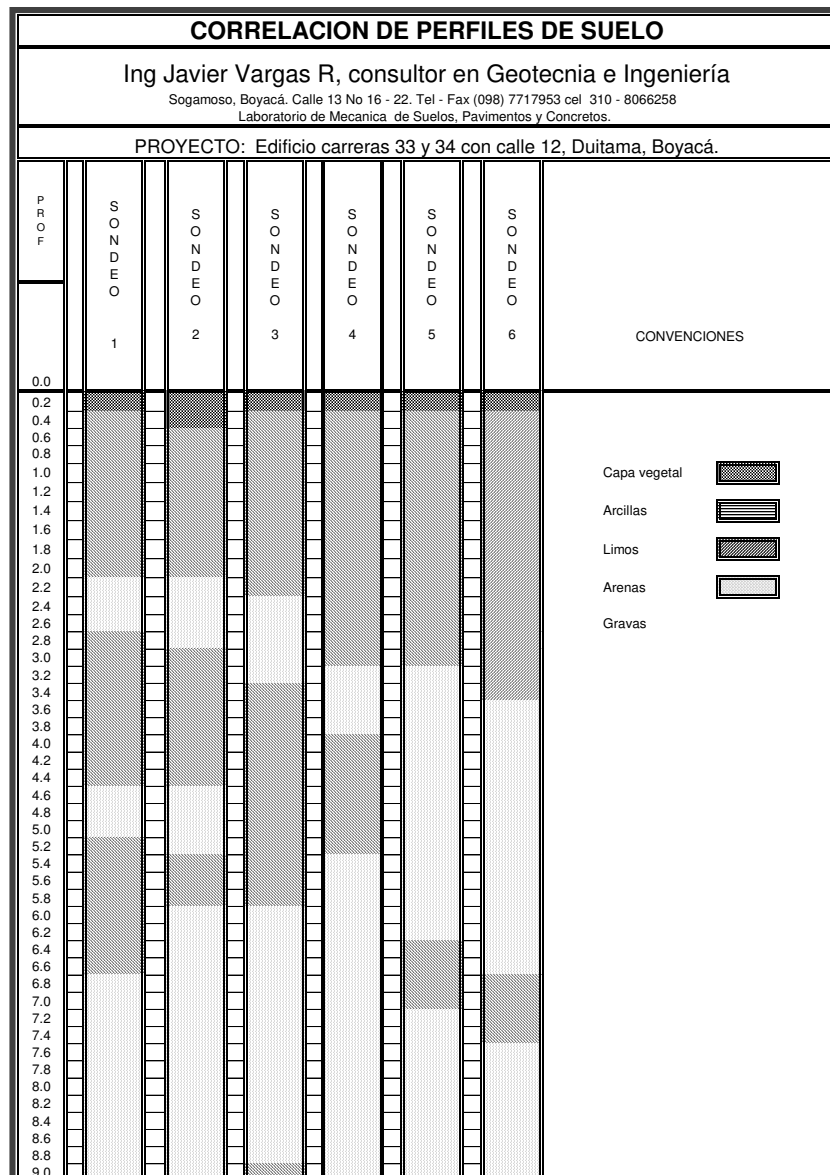 CORRELACION DE PERFILES DE SUELO
Ing Javier Vargas R, consultor en Geotecnia e Ingeniería
Sogamoso, Boyacá. Calle 13 No 16 - 22. Tel - Fax (098) 7717953 cel 310 - 8066258
Laboratorio de Mecanica de Suelos, Pavimentos y Concretos.
PROYECTO: Edificio carreras 33 y 34 con calle 12, Duitama, Boyacá.
PROF
SONDEO 1
SONDEO 2
SONDEO 3
SONDEO 4
SONDEO 5
SONDEO 6
CONVENCIONES
0.0
0.2
0.4
0.6
0.8
1.0
1.2
1.4
1.6
1.8
2.0
2.2
2.4
2.6
2.8
3.0
3.2
3.4
3.6
3.8
4.0
4.2
4.4
4.6
4.8
5.0
5.2
5.4
5.6
5.8
6.0
6.2
6.4
6.6
6.8
7.0
7.2
7.4
7.6
7.8
8.0
8.2
8.4
8.6
8.8
9.0
Capa vegetal
Arcillas
Limos
Arenas
Gravas